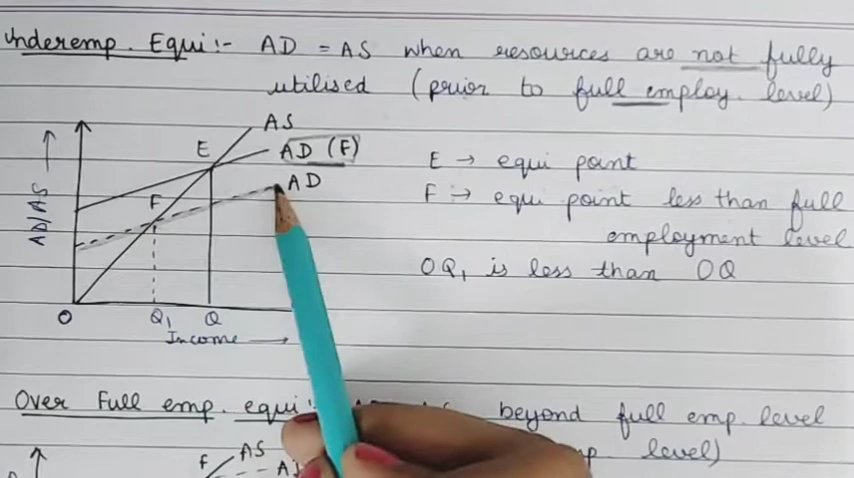 Underemp. Equi:- AD = AS when resources are not fully
utilised (prior to full employ. level)
AD/AS
AS
E
AD (F)
AD
F
O
Q₁
Q
Income
E → equi point
F → equi point less than full
employment level
OQ₁ is less than OQ
Over Full emp. equi:
beyond full emp. level
level)
F
AS